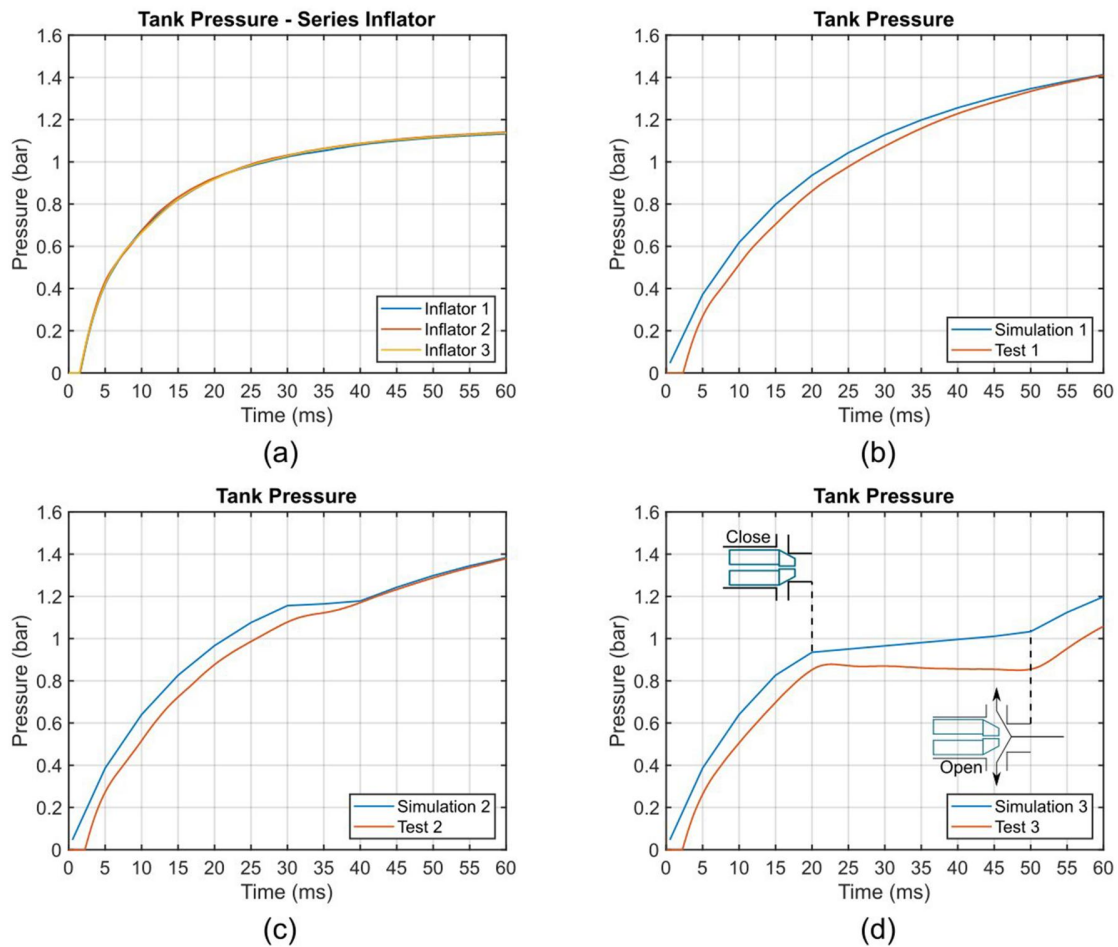 Tank Pressure - Series Inflator
1.6
1.4
1.2
1
0.8
0.6
0.4
0.2
0
Pressure (bar)
0 5 10 15 20 25 30 35 40 45 50 55 60
Time (ms)
Inflator 1
Inflator 2
Inflator 3
(a)
Tank Pressure
1.6
1.4
1.2
1
0.8
0.6
0.4
0.2
0
Pressure (bar)
0 5 10 15 20 25 30 35 40 45 50 55 60
Time (ms)
Simulation 1
Test 1
(b)
Tank Pressure
1.6
1.4
1.2
1
0.8
0.6
0.4
0.2
0
Pressure (bar)
0 5 10 15 20 25 30 35 40 45 50 55 60
Time (ms)
Simulation 2
Test 2
(c)
Tank Pressure
1.6
1.4
1.2
1
0.8
0.6
0.4
0.2
0
Pressure (bar)
0 5 10 15 20 25 30 35 40 45 50 55 60
Time (ms)
Close
Open
Simulation 3
Test 3
(d)